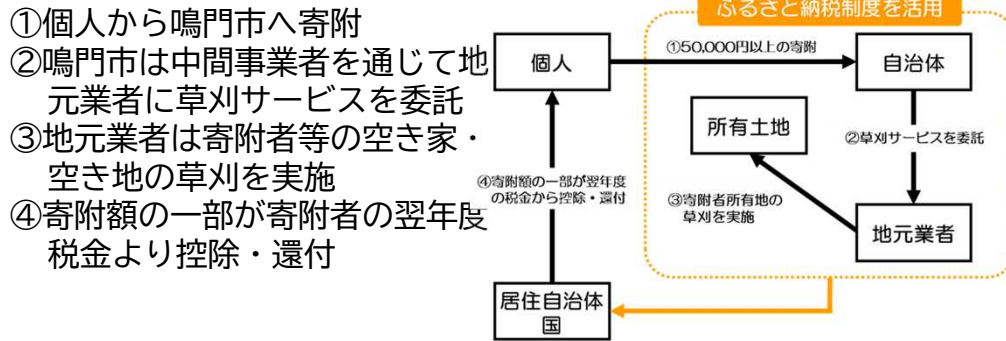 ①個人から鳴門市へ寄附
②鳴門市は中間事業者を通じて地
元業者に草刈サービスを委託
③地元業者は寄附者等の空き家・
空き地の草刈を実施
④寄附額の一部が寄附者の翌年度
税金より控除・還付
ふるさと納税制度を活用
個人
①50,000円以上の寄附
自治体
所有土地
②草刈サービスを委託
④寄附額の一部が翌年度
の税金から控除・還付
③寄附者所有地の
草刈を実施
地元業者
居住自治体
国